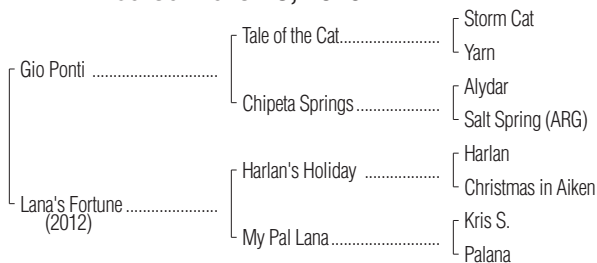 Storm Cat
Tale of the Cat
Yarn
Gio Ponti
Alydar
Chipeta Springs
Salt Spring (ARG)
Harlan
Harlan's Holiday
Christmas in Aiken
Lana's Fortune
(2012)
Kris S.
My Pal Lana
Palana